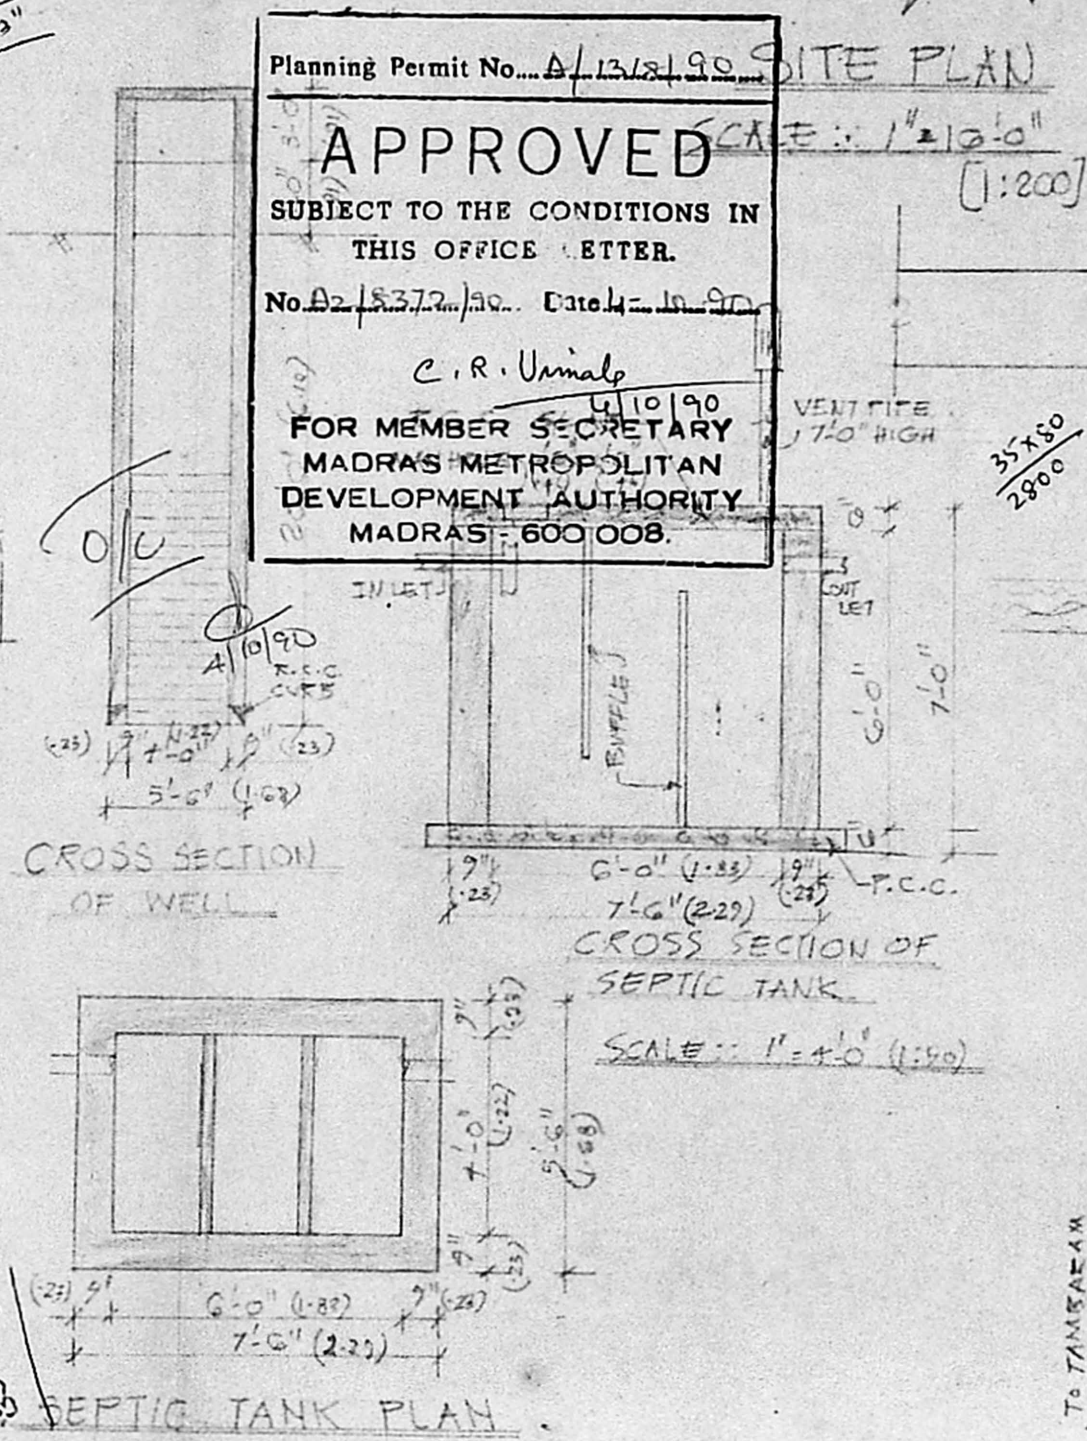 Planning Permit No.... A/1318/90
APPROVED
SUBJECT TO THE CONDITIONS IN
THIS OFFICE ETTER.
No. A2/8372/90. Date 4-10-90
C.R.
4/10/90
FOR MEMBER SECRETARY
MADRAS METROPOLITAN
DEVELOPMENT AUTHORITY
MADRAS - 600 008.
SITE PLAN
SCALE :- 1"=16'-0"
[1:200]
VENT PIPE
7'-0" HIGH
35x80
2800
O/C
4/10/90
R.C.C.
CURB
(.23) 9" 4'-0" (1.22) 9" (.23)
5'-6" (1.68)
CROSS SECTION
OF WELL
INLET
OUT
LET
BUFFLE
6'-0"
7'-0"
9" 6'-0" (1.83) 9"
(.23) (.23)
P.C.C.
7'-6" (2.29)
CROSS SECTION OF
SEPTIC TANK
SCALE :- 1"=4'-0" (1:50)
9" (.23)
4'-0" (1.22)
5'-6" (1.68)
9" (.23)
(.23) 9" 6'-0" (1.83) 9" (.23)
7'-6" (2.29)
SEPTIC TANK PLAN
To TAMBARAM